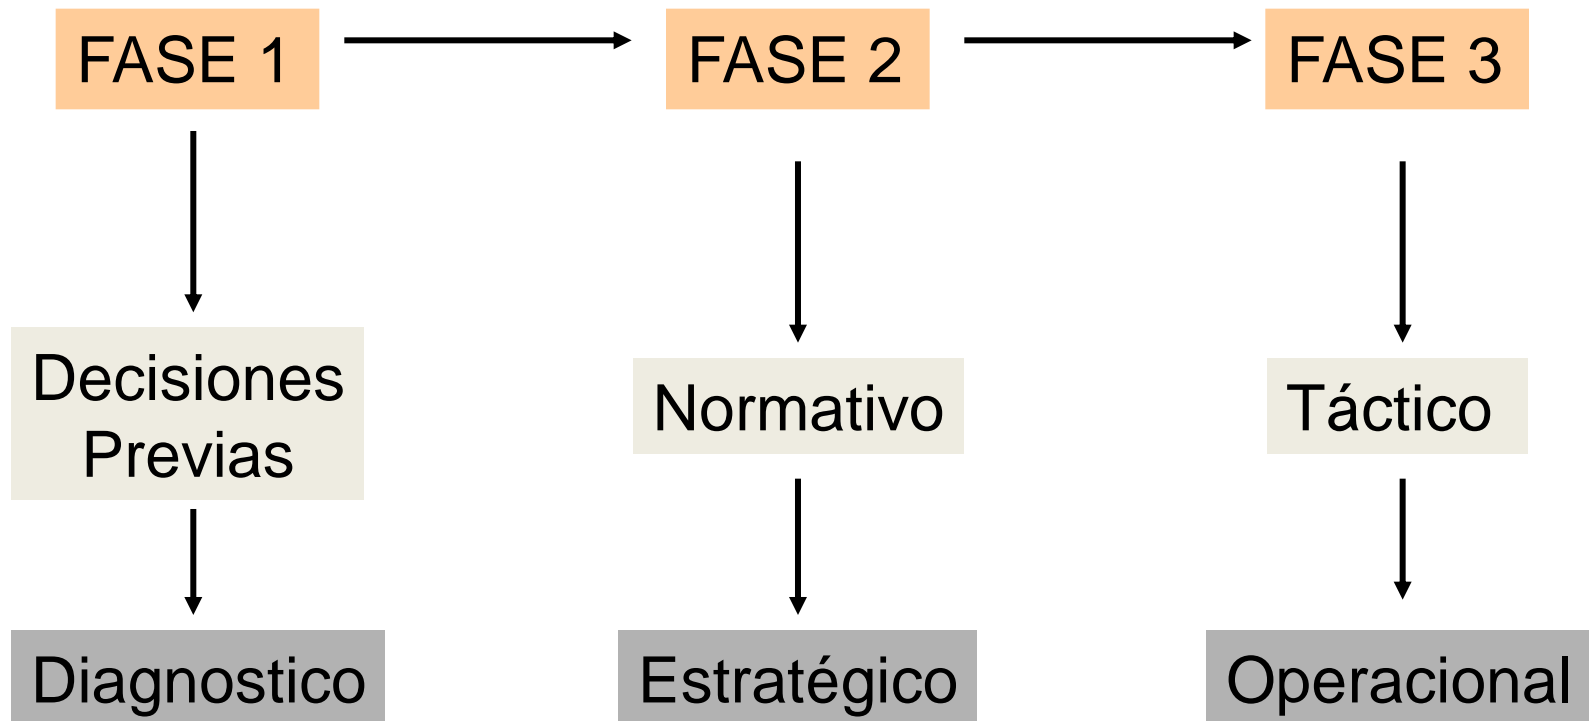 FASE 1
FASE 2
FASE 3
Decisiones
Previas
Normativo
Táctico
Diagnostico
Estratégico
Operacional